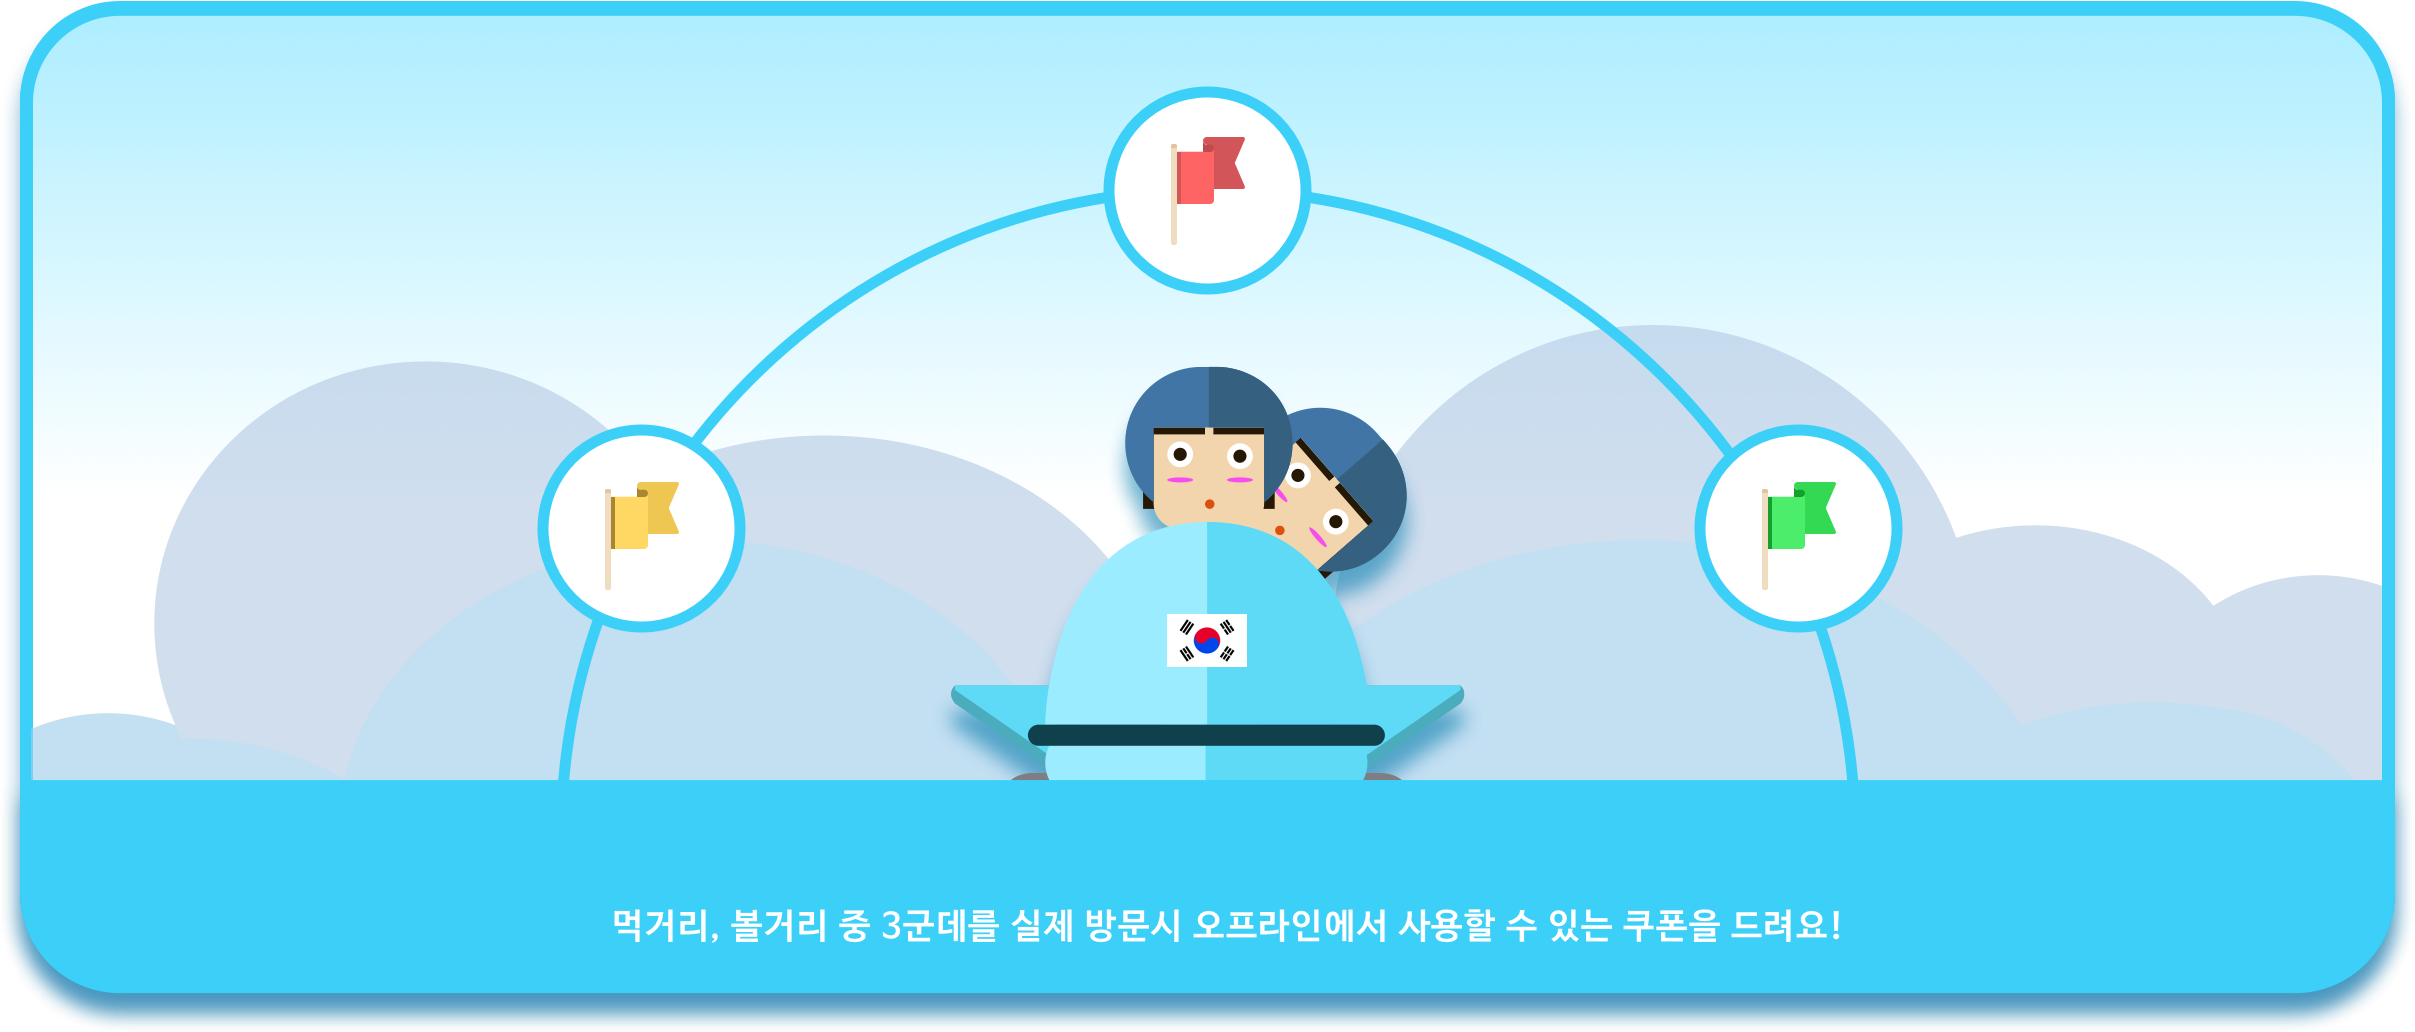 먹거리, 볼거리 중 3군데를 실제 방문시 오프라인에서 사용할 수 있는 쿠폰을 드려요!